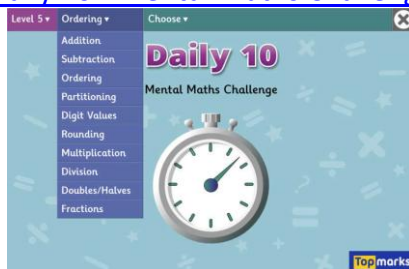 Level 5 ▾ Ordering ▾ Choose ▾
Addition
Subtraction
Ordering
Partitioning
Digit Values
Rounding
Multiplication
Division
Doubles/Halves
Fractions
Daily 10
Mental Maths Challenge
Topmarks